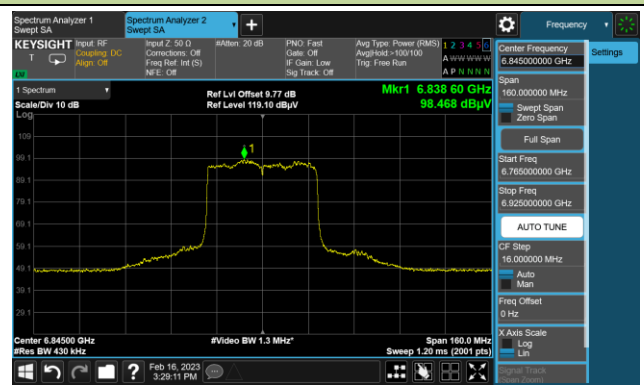 Spectrum Analyzer 1
Swept SA
Spectrum Analyzer 2
Swept SA
Frequency
KEYSIGHT
Input: RF
Coupling: DC
Align: Off
Input Z: 50 Ω
Corrections: Off
Freq Ref: Int (S)
NFE: Off
#Atten: 20 dB
PNO: Fast
Gate: Off
IF Gain: Low
Sig Track: Off
Avg Type: Power (RMS)
Avg|Hold:>100/100
Trig: Free Run
1 2 3 4 5 6
A W W W W W
A P N N N N
T
LW
1 Spectrum
Scale/Div 10 dB
Log
Ref Lvl Offset 9.77 dB
Ref Level 119.10 dBµV
Mkr1 6.838 60 GHz
98.468 dBµV
109
99.1
89.1
79.1
69.1
59.1
49.1
39.1
29.1
1
Center 6.84500 GHz
#Res BW 430 kHz
#Video BW 1.3 MHz*
Span 160.0 MHz
Sweep 1.20 ms (2001 pts)
Feb 16, 2023
3:29:11 PM
?
Center Frequency
6.845000000 GHz
Settings
Span
160.000000 MHz
Swept Span
Zero Span
Full Span
Start Freq
6.765000000 GHz
Stop Freq
6.925000000 GHz
AUTO TUNE
CF Step
16.000000 MHz
Auto
Man
Freq Offset
0 Hz
X Axis Scale
Log
Lin
Signal Track
(Span Zoom)